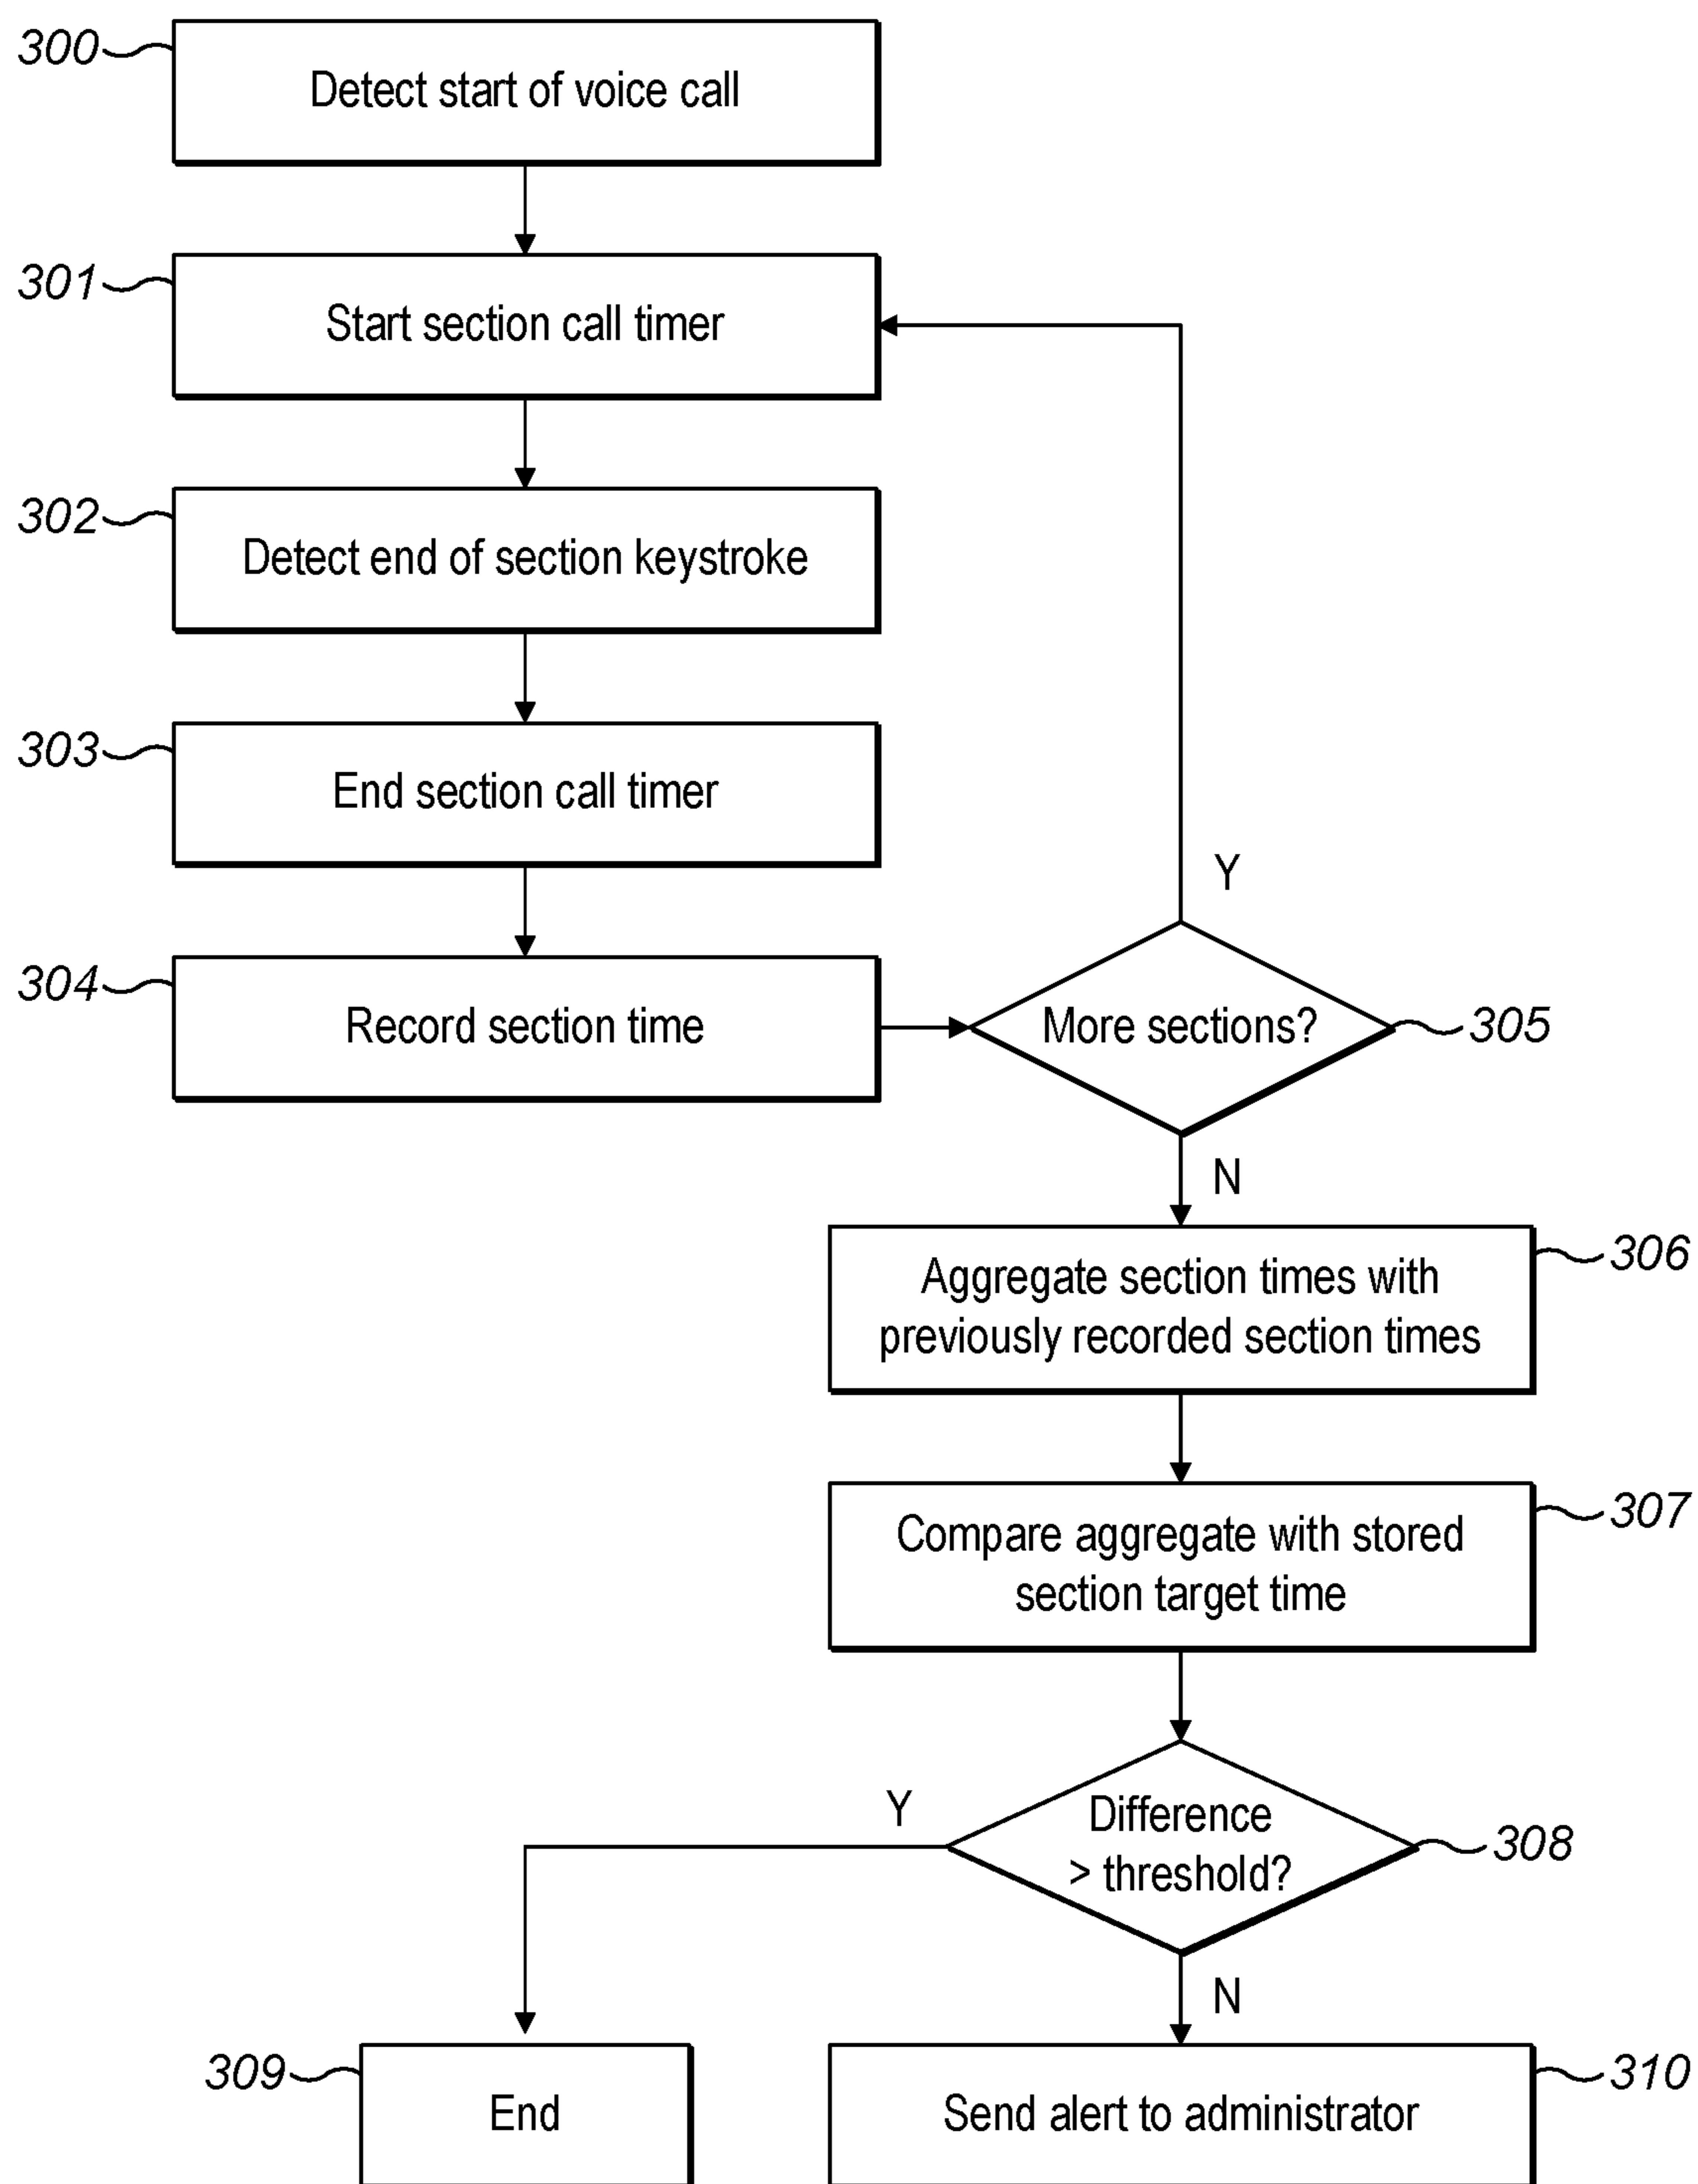 300
Detect start of voice call
301
Start section call timer
302
Detect end of section keystroke
303
End section call timer
Y
304
Record section time
More sections?
305
N
306
Aggregate section times with
previously recorded section times
307
Compare aggregate with stored
section target time
Y
Difference
> threshold?
308
N
309
End
310
Send alert to administrator